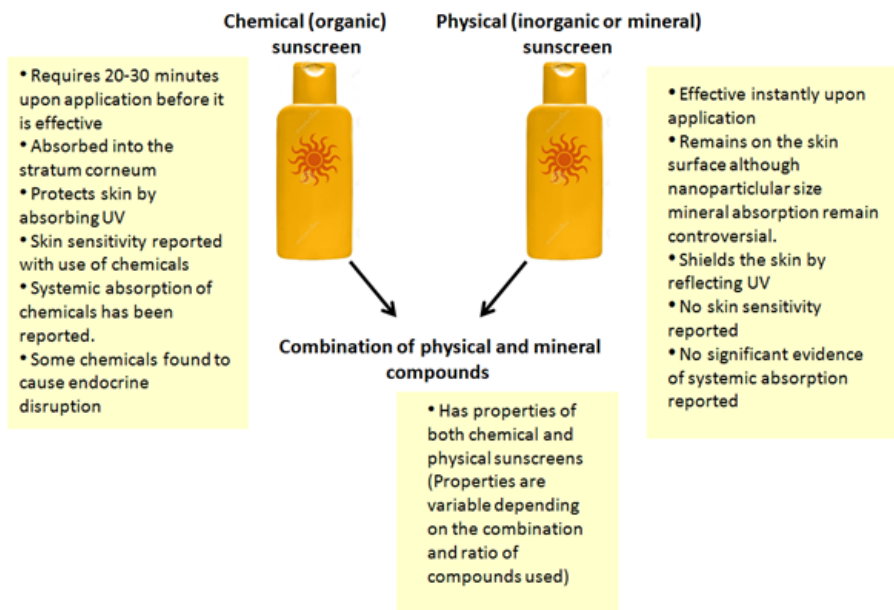 Chemical (organic)
sunscreen
Physical (inorganic or mineral)
sunscreen
• Requires 20-30 minutes
upon application before it
is effective
• Absorbed into the
stratum corneum
• Protects skin by
absorbing UV
• Skin sensitivity reported
with use of chemicals
• Systemic absorption of
chemicals has been
reported.
• Some chemicals found to
cause endocrine
disruption
• Effective instantly upon
application
• Remains on the skin
surface although
nanoparticlular size
mineral absorption remain
controversial.
• Shields the skin by
reflecting UV
• No skin sensitivity
reported
• No significant evidence
of systemic absorption
reported
Combination of physical and mineral
compounds
• Has properties of
both chemical and
physical sunscreens
(Properties are
variable depending
on the combination
and ratio of
compounds used)